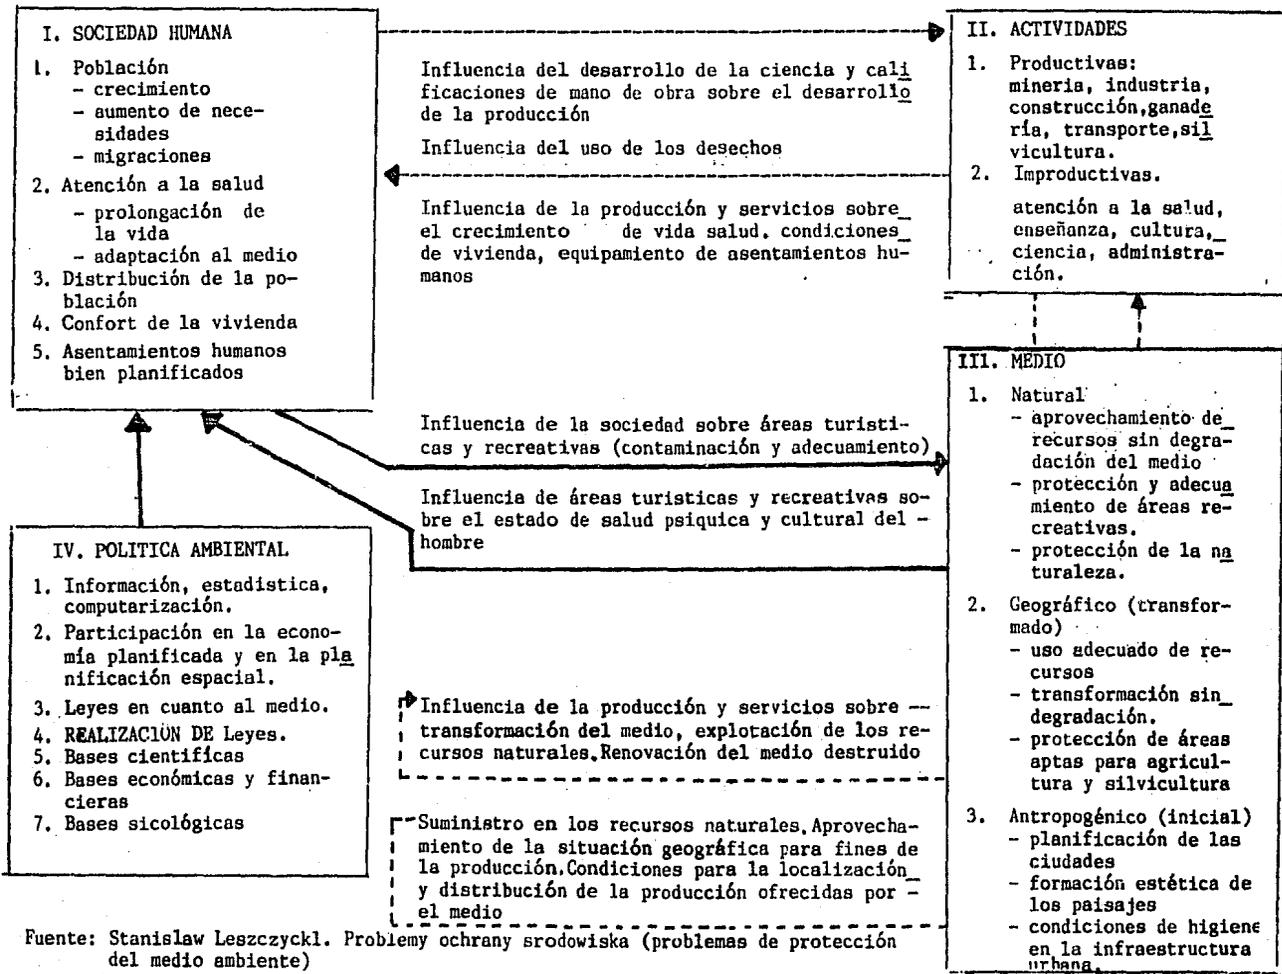 I. SOCIEDAD HUMANA
1. Población
- crecimiento
- aumento de nece-
sidades
- migraciones
2. Atención a la salud
- prolongación de
la vida
- adaptación al medio
3. Distribución de la po-
blación
4. Confort de la vivienda
5. Asentamientos humanos
bien planificados
Influencia del desarrollo de la ciencia y cali
ficaciones de mano de obra sobre el desarrollo
de la producción
Influencia del uso de los desechos
Influencia de la producción y servicios sobre_
el crecimiento de vida salud. condiciones_
de vivienda, equipamiento de asentamientos hu-
manos
II. ACTIVIDADES
1. Productivas:
mineria, industria,
construcción,ganade
ría, transporte,sil
vicultura.
2. Improductivas.
atención a la salud,
enseñanza, cultura,_
ciencia, administra-
ción.
Influencia de la sociedad sobre áreas turisti-
cas y recreativas (contaminación y adecuamiento)
Influencia de áreas turisticas y recreativas so-
bre el estado de salud psiquica y cultural del -
hombre
III. MEDIO
1. Natural
- aprovechamiento de_
recursos sin degra-
dación del medio
- protección y adecua
miento de áreas re-
creativas.
- protección de la na
turaleza.
2. Geográfico (transfor-
mado)
- uso adecuado de re-
cursos
- transformación sin_
degradación.
- protección de áreas
aptas para agricul-
tura y silvicultura
3. Antropogénico (inicial)
- planificación de las
ciudades
- formación estética de
los paisajes
- condiciones de higiene
en la infraestructura
urhana.
IV. POLITICA AMBIENTAL
1. Información, estadistica,
computarización.
2. Participación en la econo-
mía planificada y en la pla
nificación espacial.
3. Leyes en cuanto al medio.
4. REALIZACION DE Leyes.
5. Bases cientificas
6. Bases económicas y finan-
cieras
7. Bases sicológicas
Influencia de la producción y servicios sobre --
transformación del medio, explotación de los re-
cursos naturales.Renovación del medio destruido
Suministro en los recursos naturales.Aprovecha-
miento de la situación geográfica para fines de
la producción.Condiciones para la localización_
y distribución de la producción ofrecidas por -
el medio
Fuente: Stanislaw Leszczyckl. Problemy ochrany srodowiska (problemas de protección
del medio ambiente)